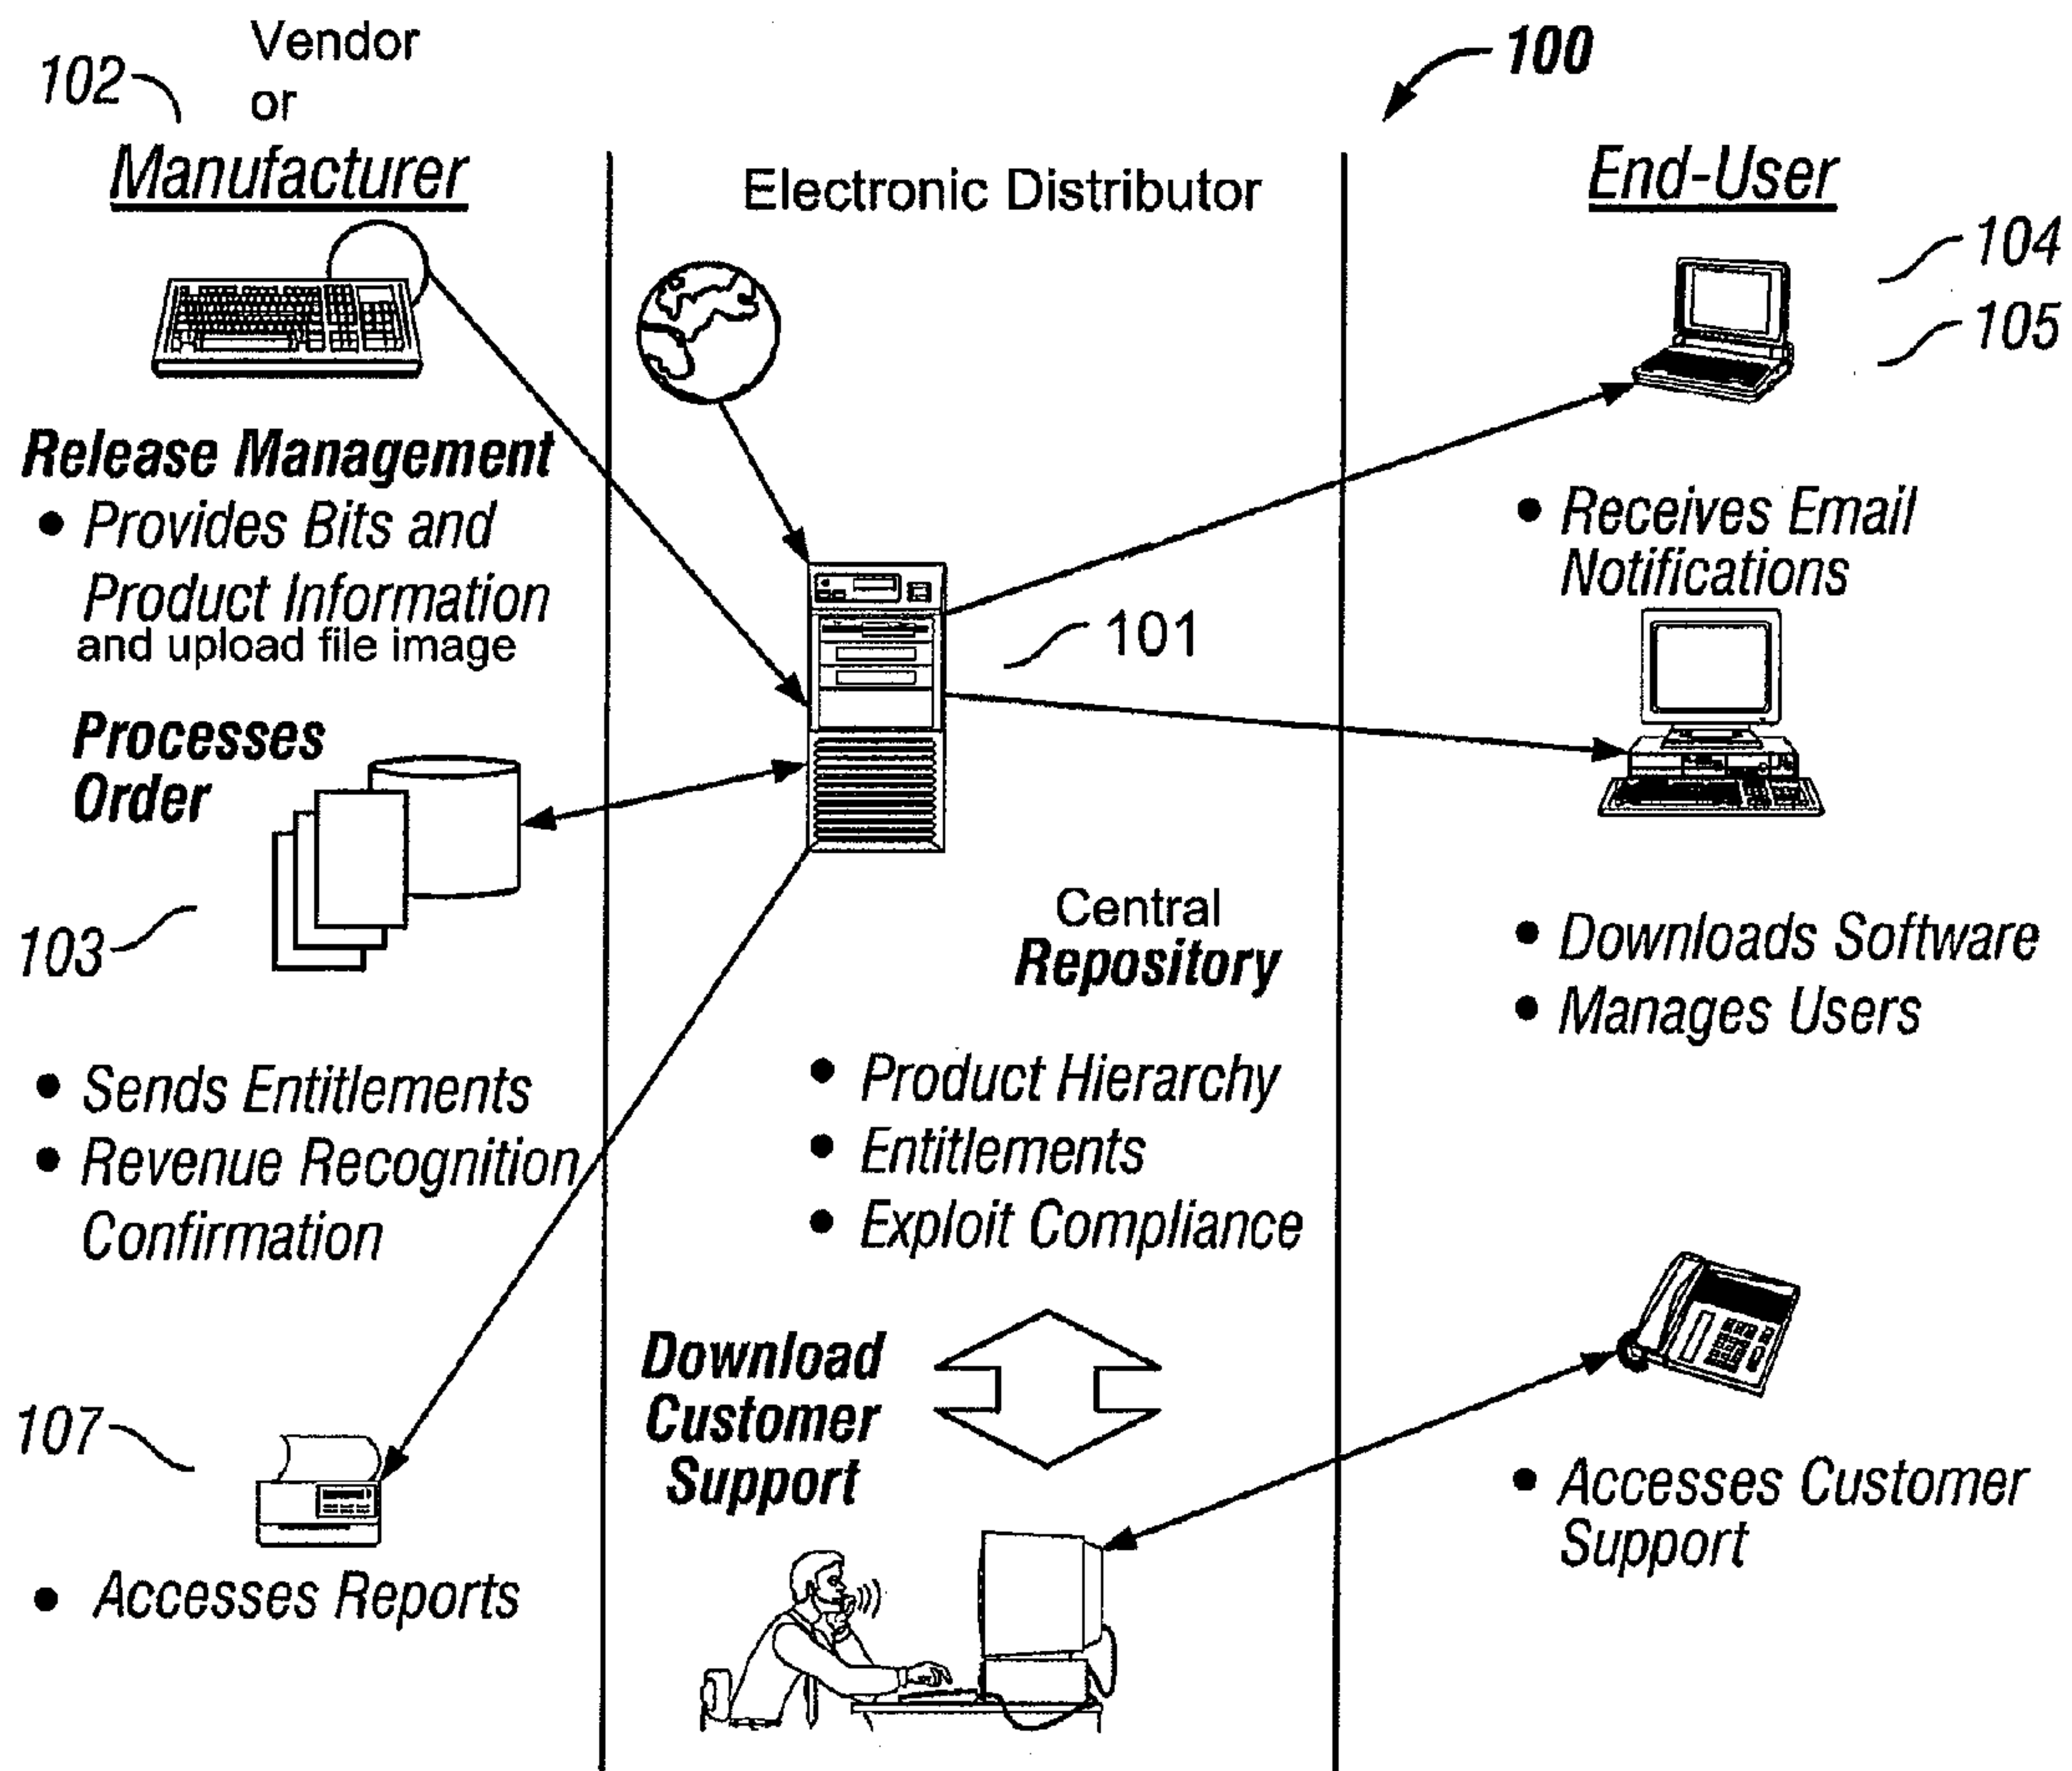 Vendor
or
Manufacturer
102
Release Management
• Provides Bits and
Product Information
and upload file image
Processes
Order
103
• Sends Entitlements
• Revenue Recognition
Confirmation
107
• Accesses Reports
Electronic Distributor
101
Central
Repository
• Product Hierarchy
• Entitlements
• Exploit Compliance
Download
Customer
Support
100
End-User
104
105
• Receives Email
Notifications
• Downloads Software
• Manages Users
• Accesses Customer
Support